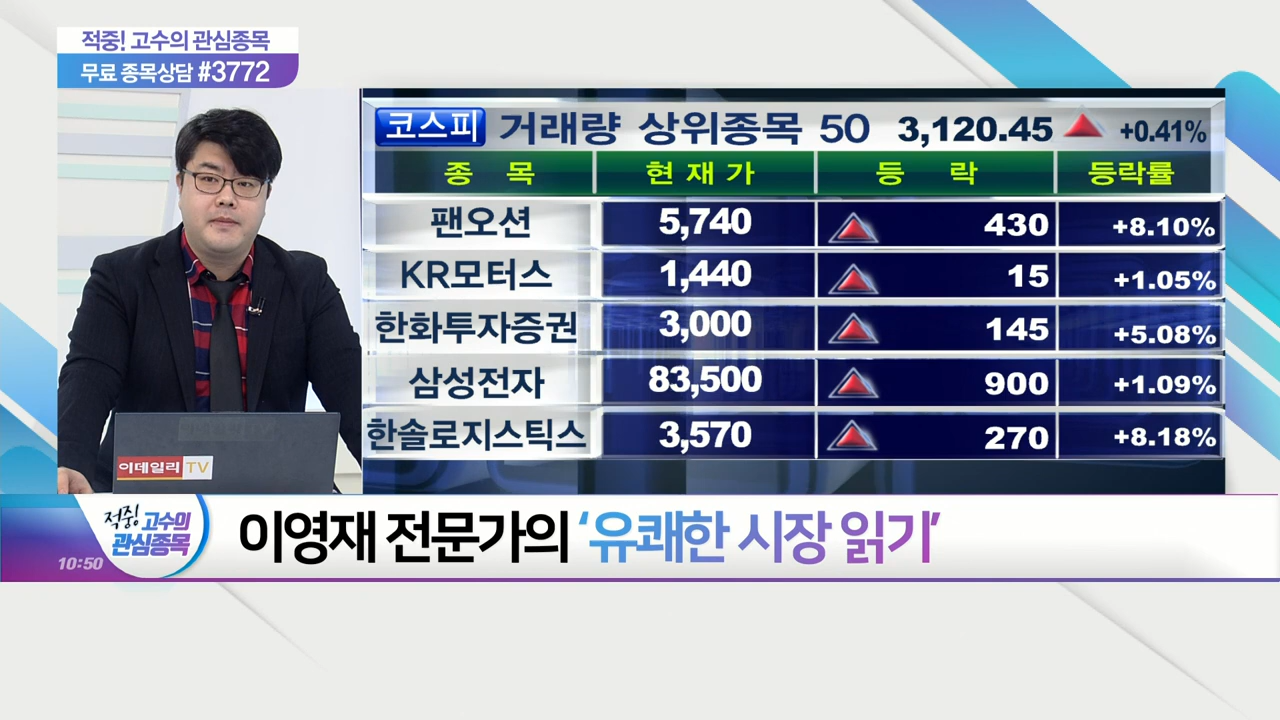 적중! 고수의 관심종목
무료 종목상담 #3772
코스피 거래량 상위종목 50 3,120.45 +0.41%
종 목 현 재 가 등 락 등락률
팬오션 5,740 430 +8.10%
KR모터스 1,440 15 +1.05%
한화투자증권 3,000 145 +5.08%
삼성전자 83,500 900 +1.09%
한솔로지스틱스 3,570 270 +8.18%
이데일리 TV
적중! 고수의
관심종목
10:50
이영재 전문가의 ‘유쾌한 시장 읽기’